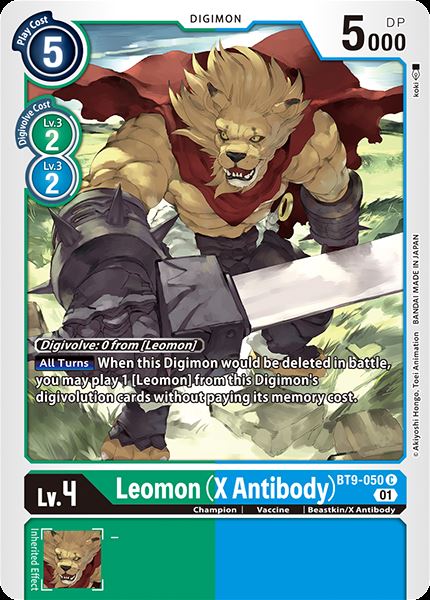 Play Cost
5
DIGIMON
DP
5000
Digivolve Cost
Lv.3
2
Lv.3
2
koki
Digivolve: 0 from [Leomon]
All Turns When this Digimon would be deleted in battle,
you may play 1 [Leomon] from this Digimon's
digivolution cards without paying its memory cost.
©Akiyoshi Hongo, Toei Animation BANDAI MADE IN JAPAN
Lv.4
Leomon (X Antibody)
BT9-050 C
01
Champion | Vaccine | Beastkin/X Antibody
Inherited Effect
–